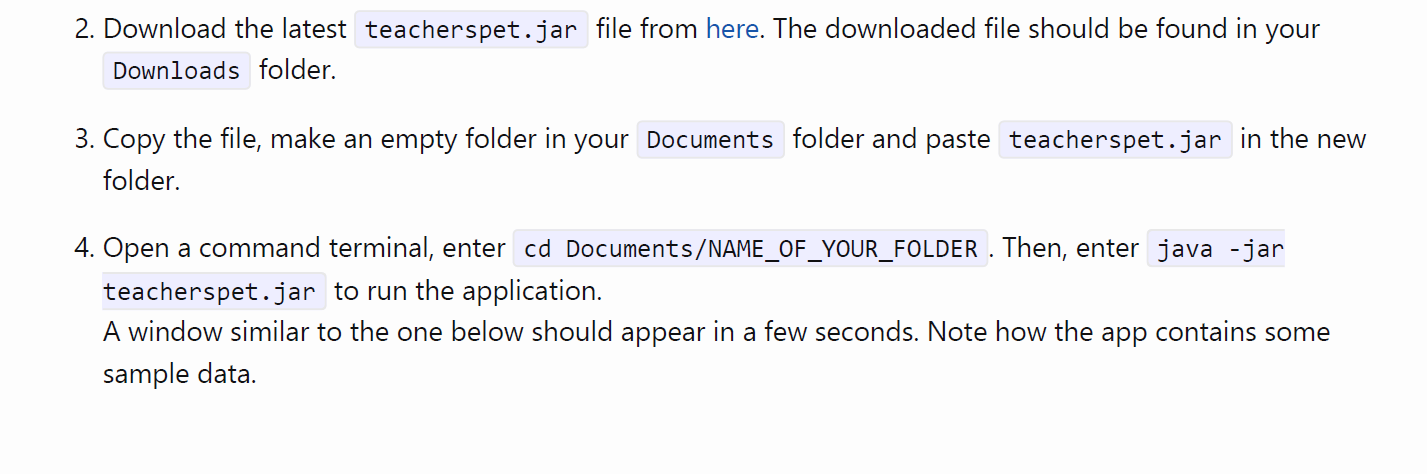 2. Download the latest teacherspet.jar file from here. The downloaded file should be found in your
Downloads folder.
3. Copy the file, make an empty folder in your Documents folder and paste teacherspet.jar in the new
folder.
4. Open a command terminal, enter cd Documents/NAME_OF_YOUR_FOLDER. Then, enter java -jar
teacherspet.jar to run the application.
A window similar to the one below should appear in a few seconds. Note how the app contains some
sample data.